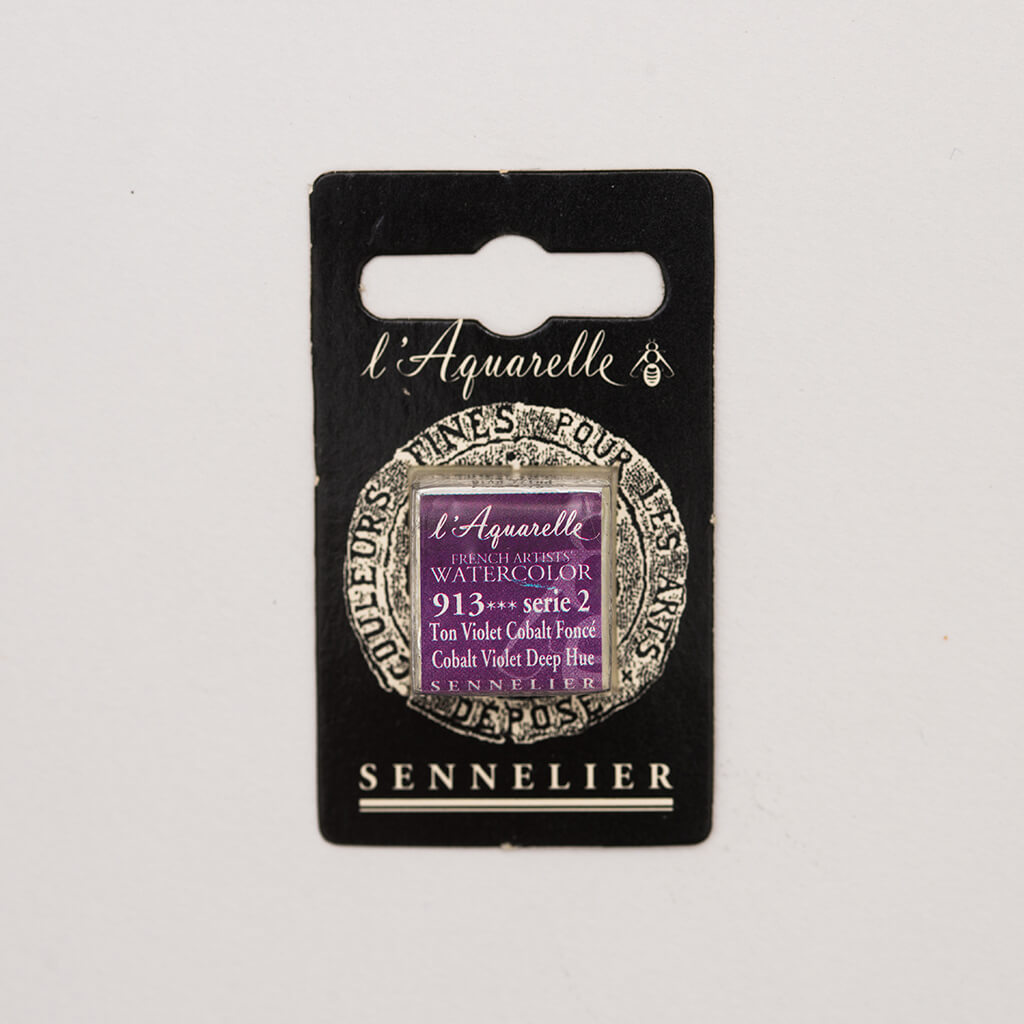 l'Aquarelle
COULEURS FINES POUR LES ARTS
l'Aquarelle
FRENCH ARTISTS'
WATERCOLOR
913*** serie 2
Ton Violet Cobalt Foncé
Cobalt Violet Deep Hue
SENNELIER
DÉPOSÉ
SENNELIER